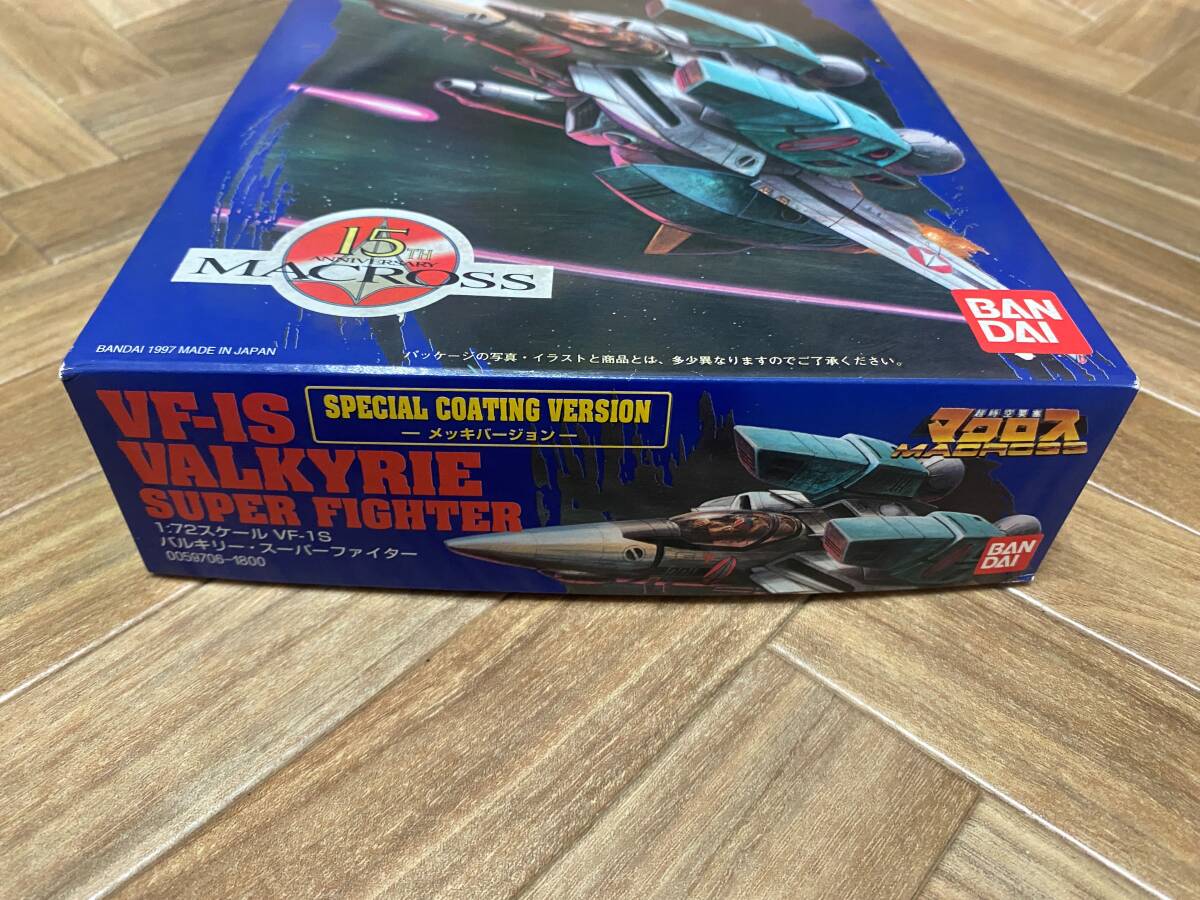 15TH
ANNIVERSARY
MACROSS
BAN
DAI
BANDAI 1997 MADE IN JAPAN
パッケージの写真・イラストと商品とは、多少異なりますのでご了承ください。
VF-1S
VALKYRIE
SUPER FIGHTER
SPECIAL COATING VERSION
— メッキバージョン —
1:72スケール VF-1S
バルキリー・スーパーファイター
0059706-1800
超時空要塞
マクロス
MACROSS
BAN
DAI